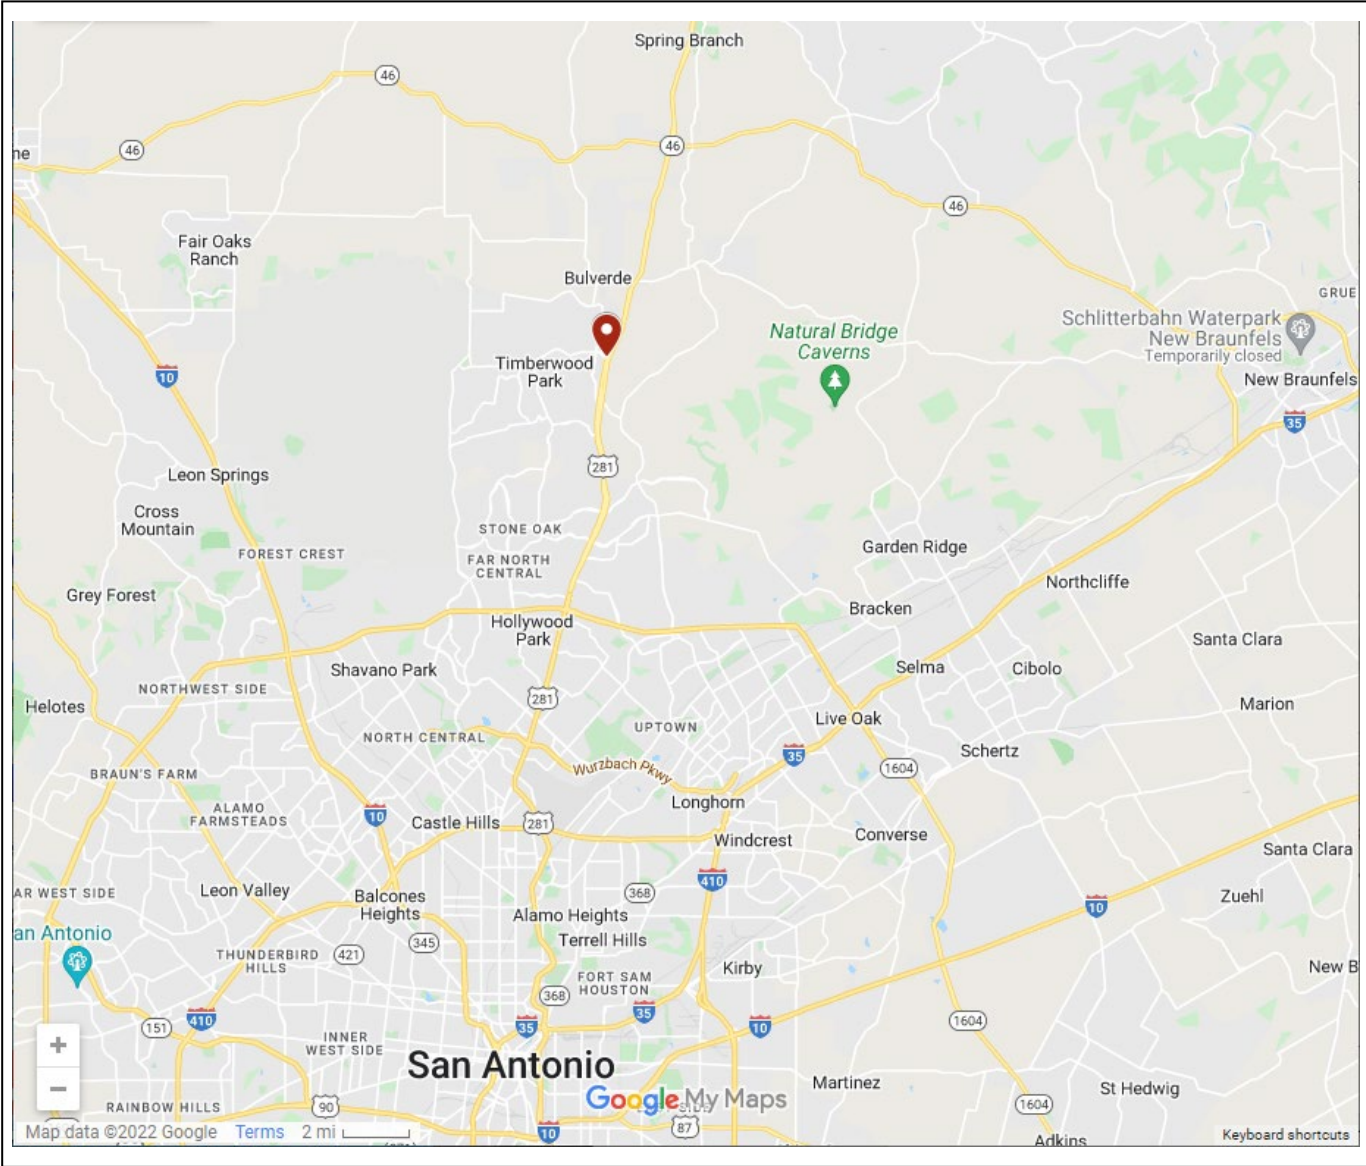 Spring Branch
46
46
46
ne
46
Fair Oaks
Ranch
Bulverde
GRUE
Schlitterbahn Waterpark
New Braunfels
Temporarily closed
Natural Bridge
Caverns
Timberwood
Park
10
New Braunfels
35
281
Leon Springs
Cross
Mountain
STONE OAK
FOREST CREST
FAR NORTH
CENTRAL
Garden Ridge
Northcliffe
Grey Forest
Bracken
Hollywood
Park
Santa Clara
Shavano Park
Selma
Cibolo
NORTHWEST SIDE
281
Helotes
Marion
Live Oak
UPTOWN
NORTH CENTRAL
Schertz
35
Wurzbach Pkwy
1604
BRAUN'S FARM
Longhorn
ALAMO
FARMSTEADS
10
Castle Hills
281
Windcrest
Converse
Santa Clara
410
AR WEST SIDE
Leon Valley
Balcones
Heights
368
Zuehl
10
Alamo Heights
an Antonio
345
Terrell Hills
421
THUNDERBIRD
HILLS
Kirby
New B
FORT SAM
HOUSTON
368
35
410
151
35
10
1604
INNER
WEST SIDE
San Antonio
+
−
Martinez
St Hedwig
Google My Maps
RAINBOW HILLS
90
1604
87
10
Map data ©2022 Google
Terms
2 mi
Adkins
Keyboard shortcuts